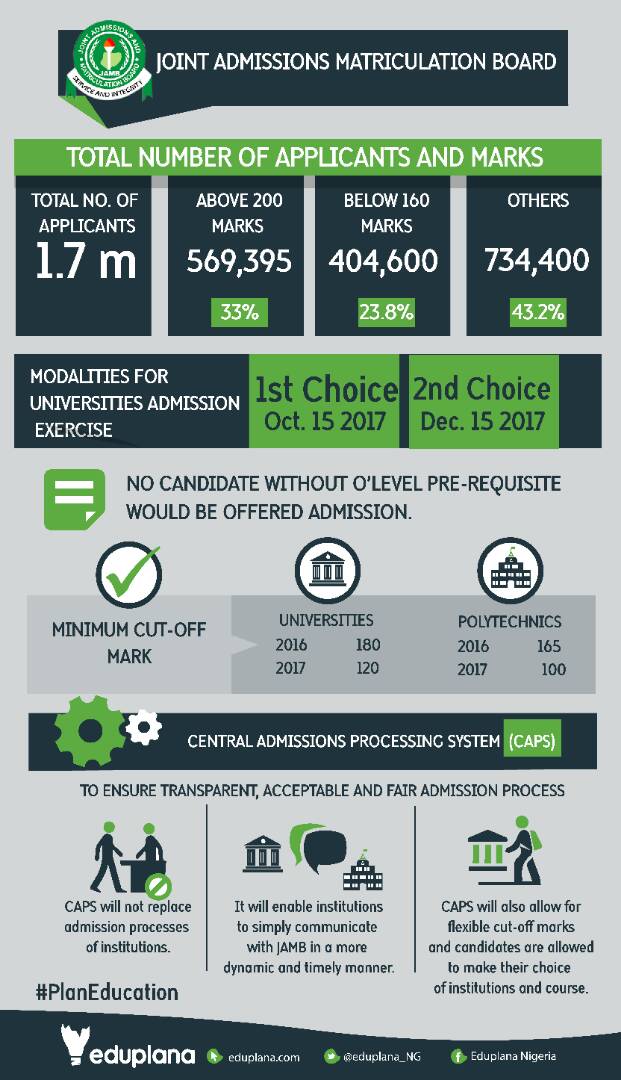 JOINT ADMISSIONS AND
MATRICULATION BOARD
JAMB
SERVICE AND INTEGRITY
JOINT ADMISSIONS MATRICULATION BOARD
TOTAL NUMBER OF APPLICANTS AND MARKS
TOTAL NO. OF
APPLICANTS
1.7 m
ABOVE 200
MARKS
569,395
33%
BELOW 160
MARKS
404,600
23.8%
OTHERS
734,400
43.2%
MODALITIES FOR
UNIVERSITIES ADMISSION
EXERCISE
1st Choice
Oct. 15 2017
2nd Choice
Dec. 15 2017
NO CANDIDATE WITHOUT O'LEVEL PRE-REQUISITE
WOULD BE OFFERED ADMISSION.
MINIMUM CUT-OFF
MARK
UNIVERSITIES
2016 180
2017 120
POLYTECHNICS
2016 165
2017 100
CENTRAL ADMISSIONS PROCESSING SYSTEM (CAPS)
TO ENSURE TRANSPARENT, ACCEPTABLE AND FAIR ADMISSION PROCESS
CAPS will not replace
admission processes
of institutions.
It will enable institutions
to simply communicate
with JAMB in a more
dynamic and timely manner.
CAPS will also allow for
flexible cut-off marks
and candidates are allowed
to make their choice
of institutions and course.
#PlanEducation
eduplana
eduplana.com
@eduplana_NG
Eduplana Nigeria